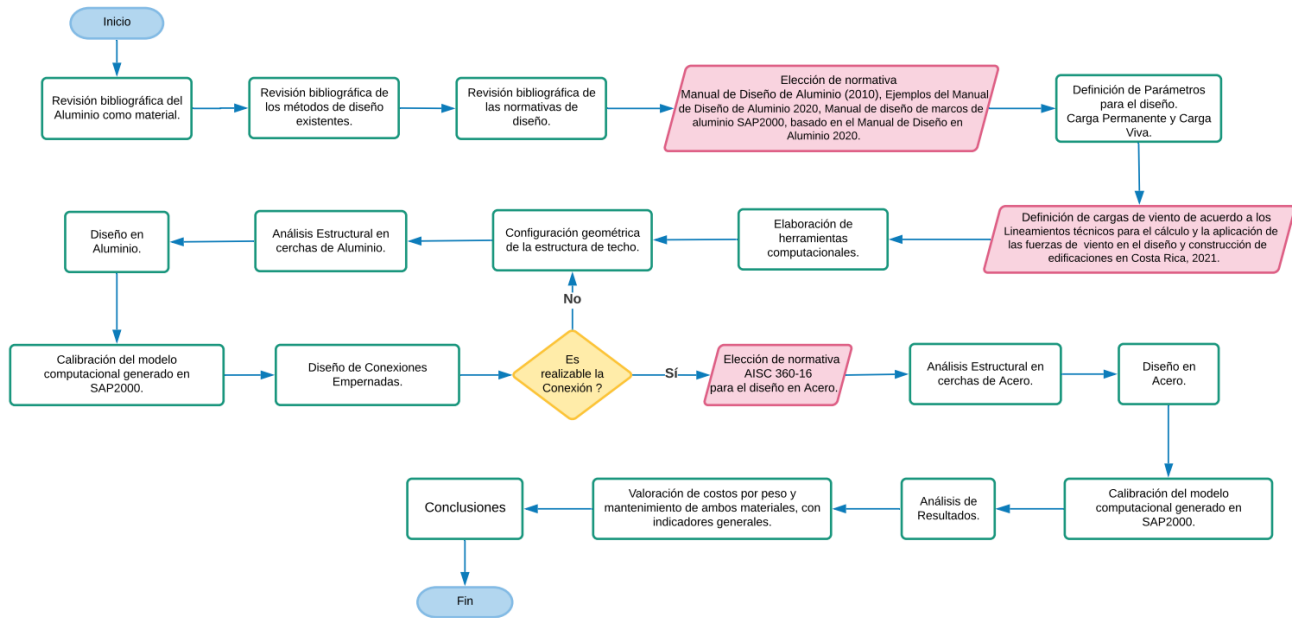 Inicio
Revisión bibliográfica del
Aluminio como material.
Revisión bibliográfica de
los métodos de diseño
existentes.
Revisión bibliográfica de
las normativas de
diseño.
Elección de normativa
Manual de Diseño de Aluminio (2010), Ejemplos del Manual
de Diseño de Aluminio 2020, Manual de diseño de marcos de
aluminio SAP2000, basado en el Manual de Diseño en
Aluminio 2020.
Definición de Parámetros
para el diseño.
Carga Permanente y Carga
Viva.
Definición de cargas de viento de acuerdo a los
Lineamientos técnicos para el cálculo y la aplicación de
las fuerzas de viento en el diseño y construcción de
edificaciones en Costa Rica, 2021.
Elaboración de
herramientas
computacionales.
Configuración geométrica
de la estructura de techo.
Análisis Estructural en
cerchas de Aluminio.
Diseño en
Aluminio.
Calibración del modelo
computacional generado en
SAP2000.
Diseño de Conexiones
Empernadas.
Es
realizable la
Conexión ?
No
Sí
Elección de normativa
AISC 360-16
para el diseño en Acero.
Análisis Estructural en
cerchas de Acero.
Diseño en
Acero.
Calibración del modelo
computacional generado en
SAP2000.
Análisis de
Resultados.
Valoración de costos por peso y
mantenimiento de ambos materiales, con
indicadores generales.
Conclusiones
Fin